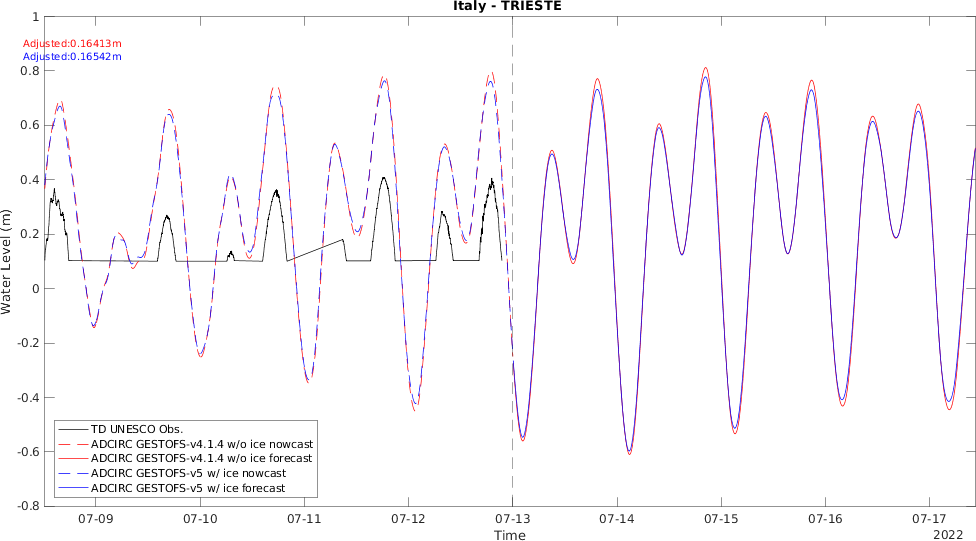 Italy - TRIESTE
Adjusted:0.16413m
Adjusted:0.16542m
1
0.8
0.6
0.4
0.2
0
-0.2
-0.4
-0.6
-0.8
Water Level (m)
TD UNESCO Obs.
ADCIRC GESTOFS-v4.1.4 w/o ice nowcast
ADCIRC GESTOFS-v4.1.4 w/o ice forecast
ADCIRC GESTOFS-v5 w/ ice nowcast
ADCIRC GESTOFS-v5 w/ ice forecast
07-09 07-10 07-11 07-12 07-13 07-14 07-15 07-16 07-17
Time
2022